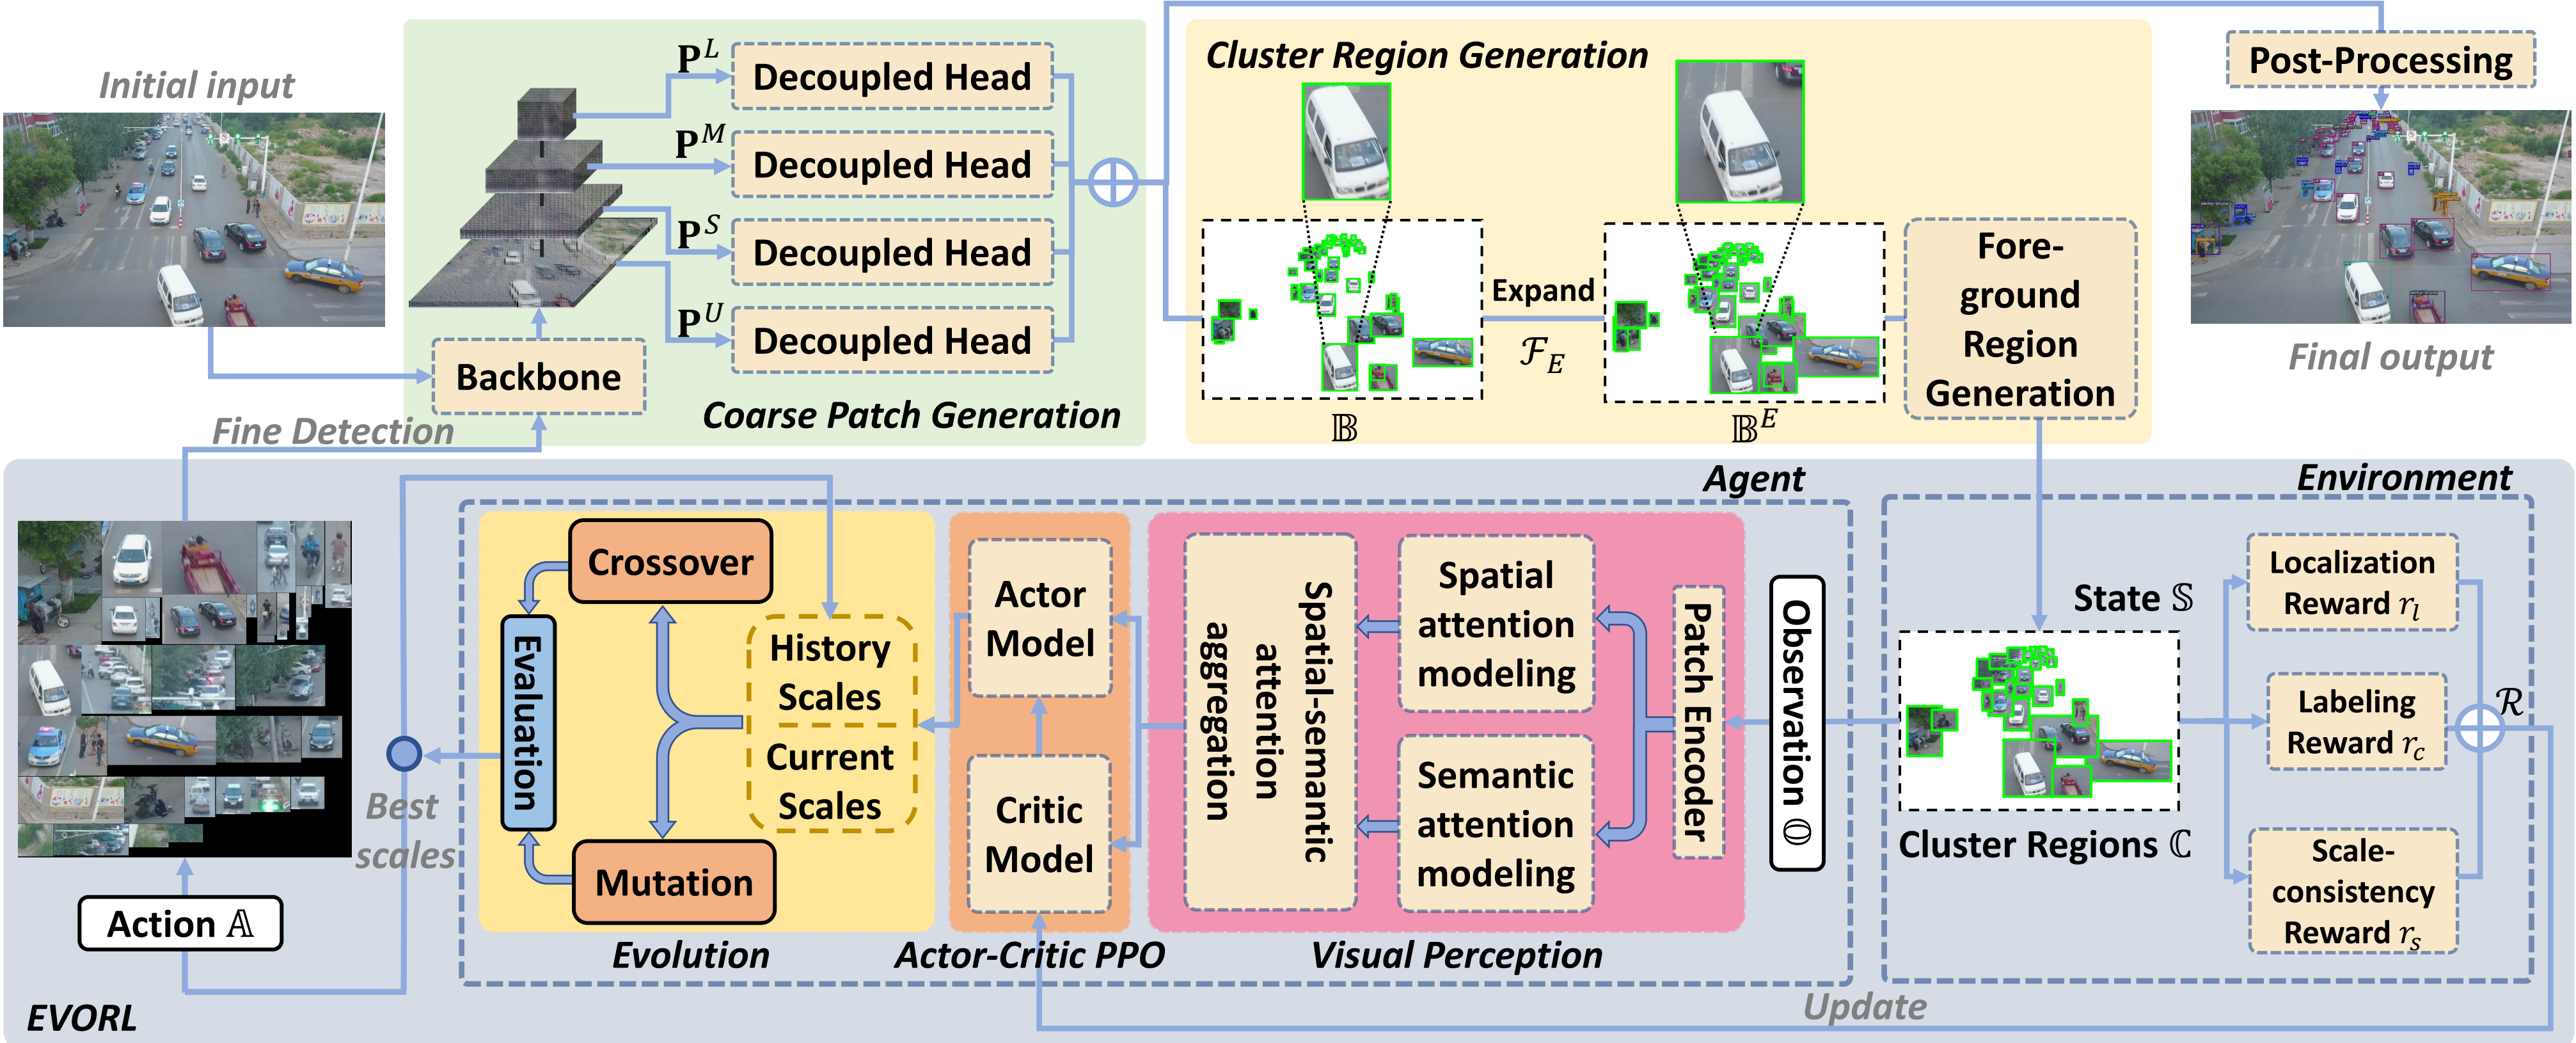 Initial input
P^L
Decoupled Head
P^M
Decoupled Head
P^S
Decoupled Head
P^U
Decoupled Head
Backbone
Coarse Patch Generation
Fine Detection
Cluster Region Generation
𝔹
Expand
ℱ_E
𝔹^E
Fore-
ground
Region
Generation
Post-Processing
Final output
EVORL
Action 𝔸
Best
scales
Agent
Evolution
Crossover
Evaluation
Mutation
History
Scales
Current
Scales
Actor-Critic PPO
Actor
Model
Critic
Model
Visual Perception
Spatial-semantic
attention
aggregation
Spatial
attention
modeling
Semantic
attention
modeling
Patch Encoder
Observation 𝕆
Environment
State 𝕊
Cluster Regions ℂ
Localization
Reward r_l
Labeling
Reward r_c
Scale-
consistency
Reward r_s
ℛ
Update